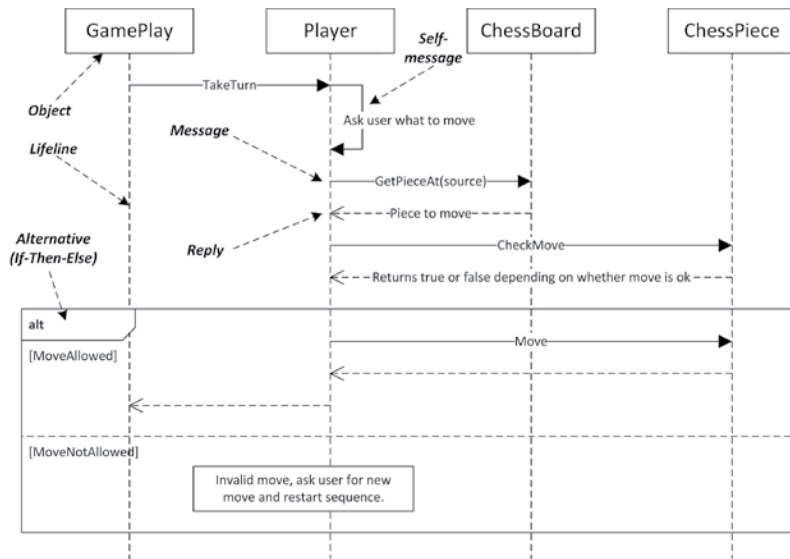 GamePlay
Player
ChessBoard
ChessPiece
Self-
message
TakeTurn
Object
Ask user what to move
Message
Lifeline
GetPieceAt(source)
Piece to move
Alternative
(If-Then-Else)
Reply
CheckMove
Returns true or false depending on whether move is ok
alt
Move
[MoveAllowed]
[MoveNotAllowed]
Invalid move, ask user for new
move and restart sequence.